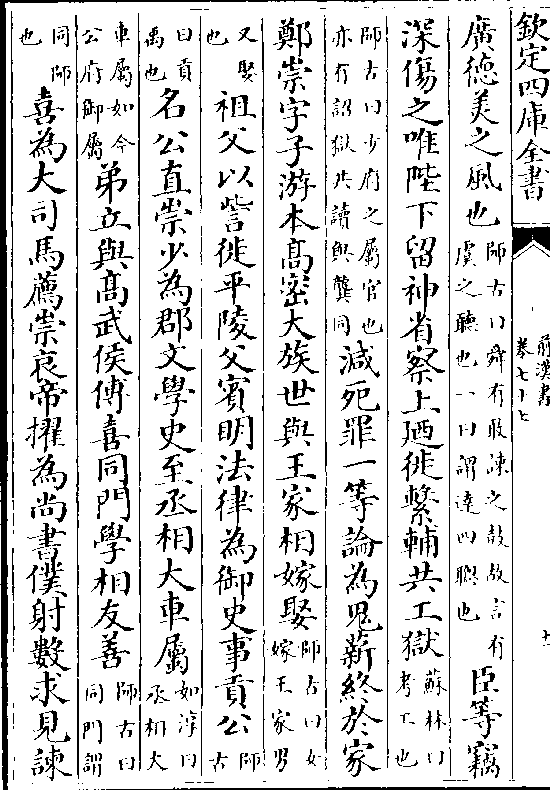 欽定四庫全書
前漢書
卷七十七
十一
廣德美之風也師古曰舜有敢諫之鼓故言有虞之聽也一曰謂達四聰也臣等竊
深傷之唯陛下留神省察上廼徙繫輔共工獄蘇林曰考工也
師古曰少府之屬官也亦有詔獄共讀與龔同減死罪一等論為鬼薪終於家
鄭崇字子游本髙密大族世與王家相嫁娶師古曰女嫁王家男
又娶也祖父以訾徙平陵父賓明法律為御史事貢公師古
曰貢禹也名公直崇少為郡文學史至丞相大車屬如淳曰丞相大
車屬如今公府御屬弟立與髙武侯傅喜同門學相友善師古曰同門謂
同師也喜為大司馬薦崇哀帝擢為尚書僕射數求見諫